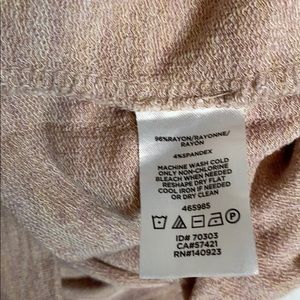 96%RAYON/RAYONNE/
RAYÓN
4%SPANDEX
MACHINE WASH COLD
ONLY NON-CHLORINE
BLEACH WHEN NEEDED
RESHAPE DRY FLAT
COOL IRON IF NEEDED
OR DRY CLEAN
465985
P
ID# 70303
CA#57421
RN#140923